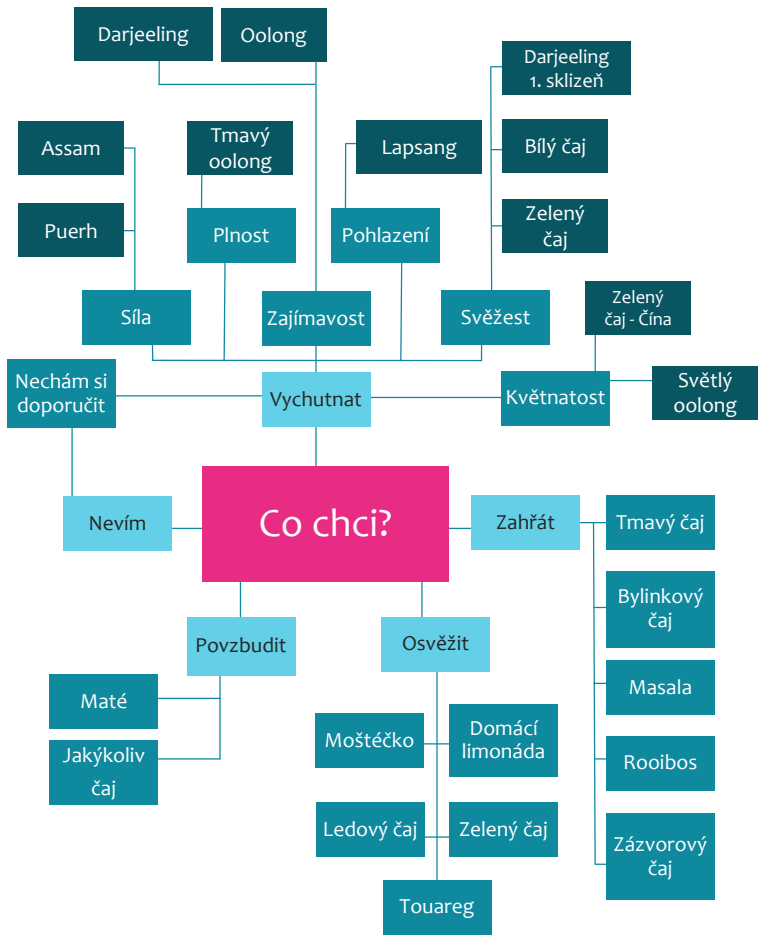 Darjeeling
Oolong
Darjeeling
1. sklizeň
Assam
Tmavý
oolong
Lapsang
Bílý čaj
Puerh
Plnost
Pohlazení
Zelený
čaj
Síla
Zajímavost
Svěžest
Zelený
čaj - Čína
Nechám si
doporučit
Vychutnat
Květnatost
Světlý
oolong
Nevím
Co chci?
Zahřát
Tmavý čaj
Bylinkový
čaj
Povzbudit
Osvěžit
Maté
Masala
Moštéčko
Domácí
limonáda
Jakýkoliv
čaj
Rooibos
Ledový čaj
Zelený čaj
Zázvorový
čaj
Touareg